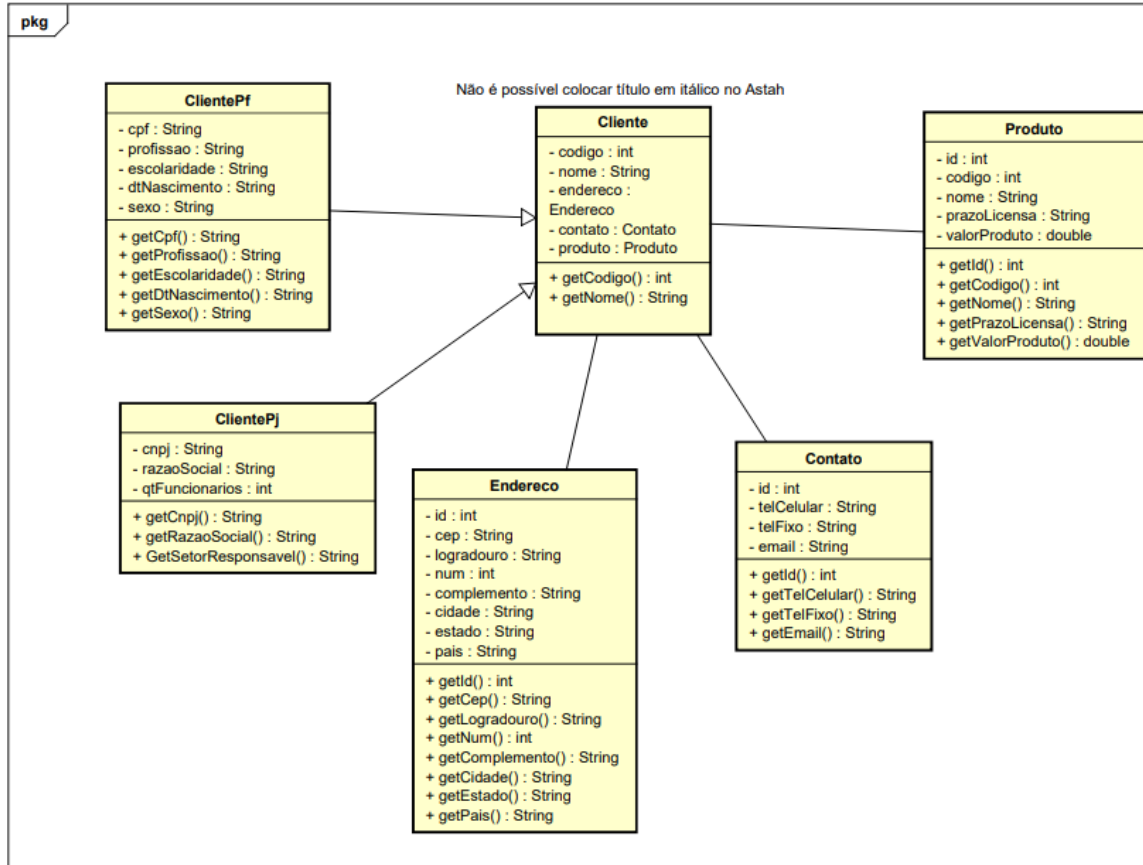 pkg
ClientePf
- cpf : String
- profissao : String
- escolaridade : String
- dtNascimento : String
- sexo : String
+ getCpf() : String
+ getProfissao() : String
+ getEscolaridade() : String
+ getDtNascimento() : String
+ getSexo() : String
Não é possível colocar título em itálico no Astah
Cliente
- codigo : int
- nome : String
- endereco :
Endereco
- contato : Contato
- produto : Produto
+ getCodigo() : int
+ getNome() : String
Produto
- id : int
- codigo : int
- nome : String
- prazoLicensa : String
- valorProduto : double
+ getId() : int
+ getCodigo() : int
+ getNome() : String
+ getPrazoLicensa() : String
+ getValorProduto() : double
ClientePj
- cnpj : String
- razaoSocial : String
- qtFuncionarios : int
+ getCnpj() : String
+ getRazaoSocial() : String
+ GetSetorResponsavel() : String
Endereco
- id : int
- cep : String
- logradouro : String
- num : int
- complemento : String
- cidade : String
- estado : String
- pais : String
+ getId() : int
+ getCep() : String
+ getLogradouro() : String
+ getNum() : int
+ getComplemento() : String
+ getCidade() : String
+ getEstado() : String
+ getPais() : String
Contato
- id : int
- telCelular : String
- telFixo : String
- email : String
+ getId() : int
+ getTelCelular() : String
+ getTelFixo() : String
+ getEmail() : String